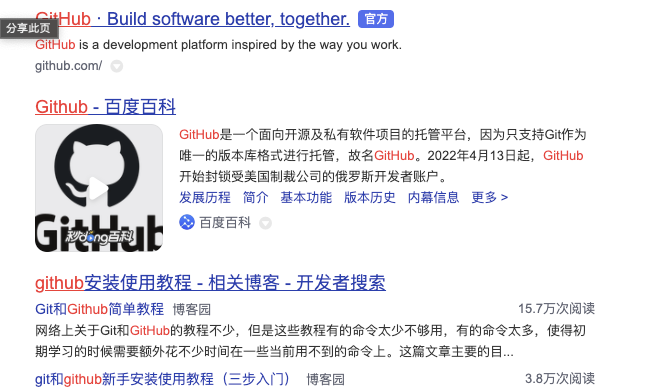 GitHub · Build software better, together. 官方
分享此页
GitHub is a development platform inspired by the way you work.
github.com/
Github - 百度百科
GitHub是一个面向开源及私有软件项目的托管平台，因为只支持Git作为
唯一的版本库格式进行托管，故名GitHub。2022年4月13日起，GitHub
开始封锁受美国制裁公司的俄罗斯开发者账户。
发展历程 简介 基本功能 版本历史 内幕信息 更多 >
GitHub
秒dong百科
百度百科
github安装使用教程 - 相关博客 - 开发者搜索
Git和Github简单教程 博客园 15.7万次阅读
网络上关于Git和GitHub的教程不少，但是这些教程有的命令太少不够用，有的命令太多，使得初
期学习的时候需要额外花不少时间在一些当前用不到的命令上。这篇文章主要的目...
git和github新手安装使用教程（三步入门） 博客园 3.8万次阅读